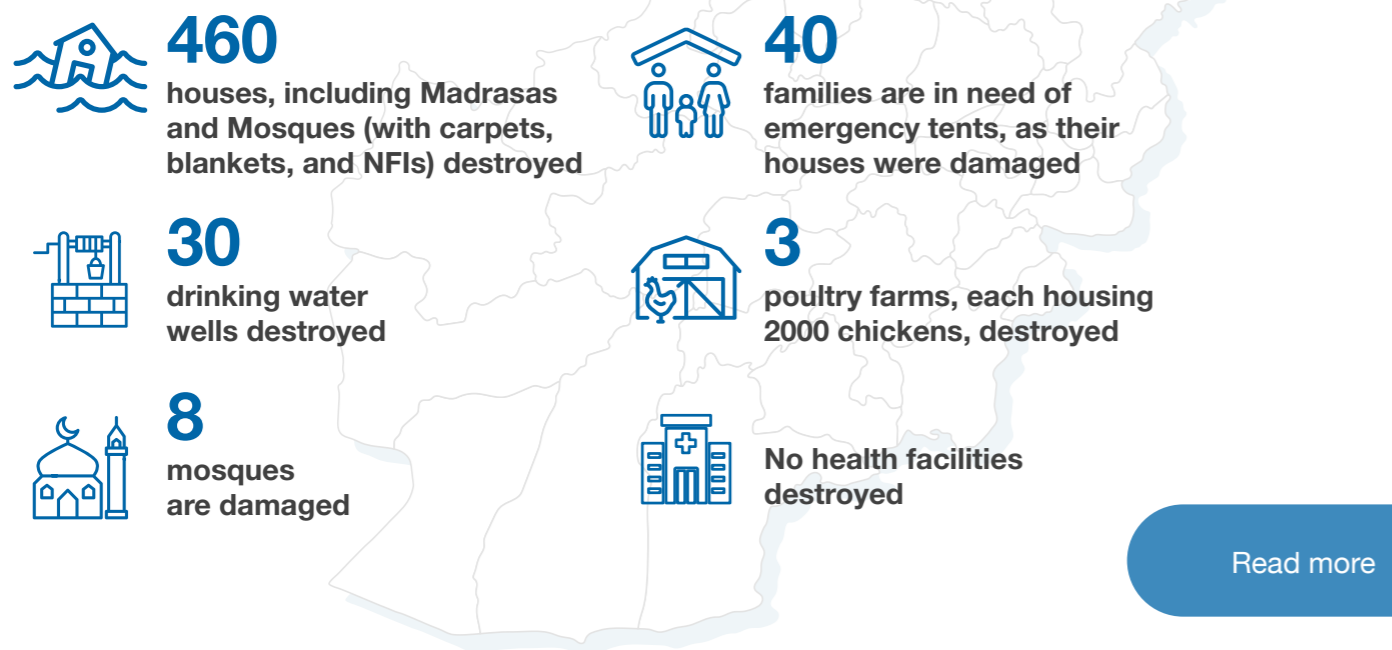 460
houses, including Madrasas
and Mosques (with carpets,
blankets, and NFIs) destroyed
40
families are in need of
emergency tents, as their
houses were damaged
30
drinking water
wells destroyed
3
poultry farms, each housing
2000 chickens, destroyed
8
mosques
are damaged
No health facilities
destroyed
Read more